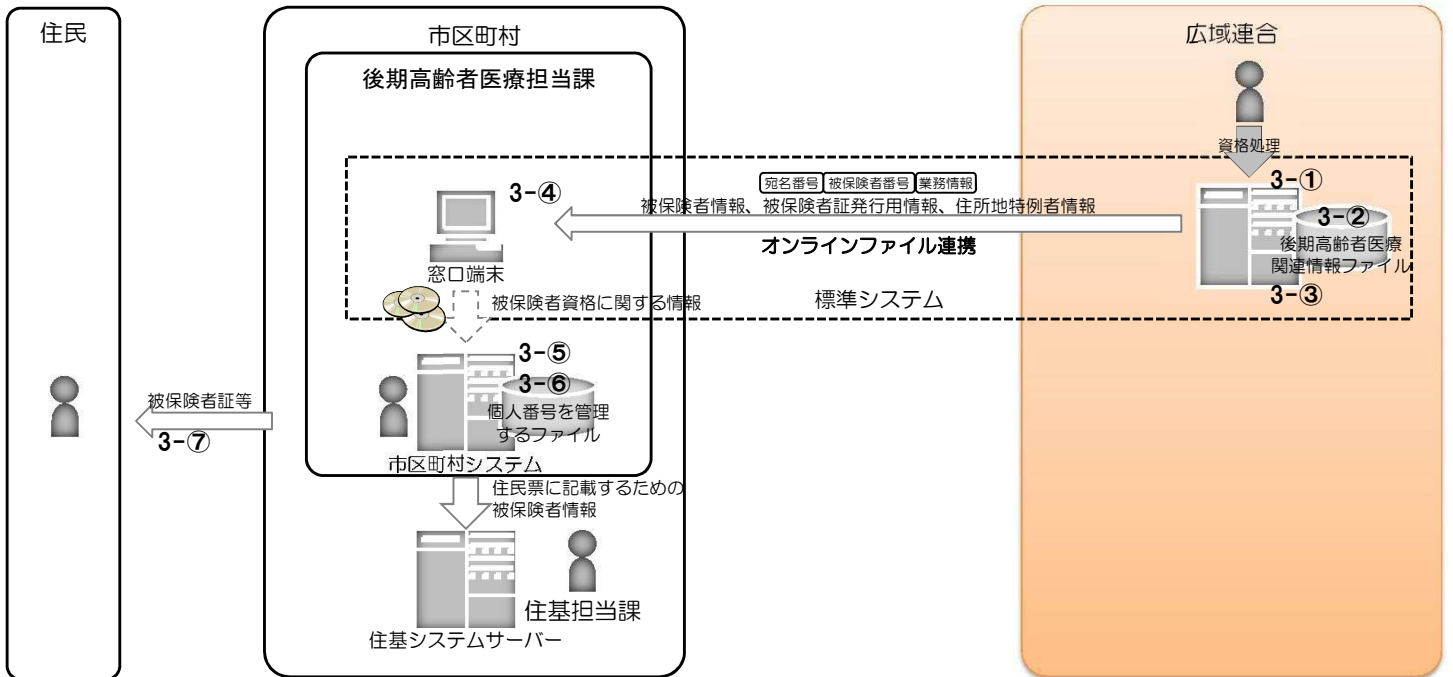 住民
市区町村
広域連合
後期高齢者医療担当課
資格処理
3-①
宛名番号 被保険者番号 業務情報
3-④
被保険者情報、被保険者証発行用情報、住所地特例者情報
3-②
オンラインファイル連携
後期高齢者医療
関連情報ファイル
窓口端末
3-③
被保険者資格に関する情報
標準システム
3-⑤
3-⑥
被保険者証等
個人番号を管理
するファイル
3-⑦
市区町村システム
住民票に記載するための
被保険者情報
住基担当課
住基システムサーバー